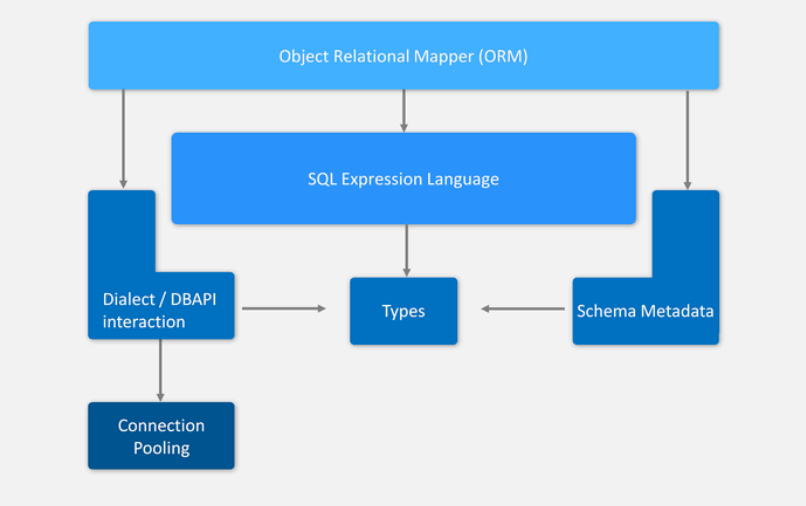 Object Relational Mapper (ORM)
SQL Expression Language
Dialect / DBAPI
interaction
Types
Schema Metadata
Connection
Pooling